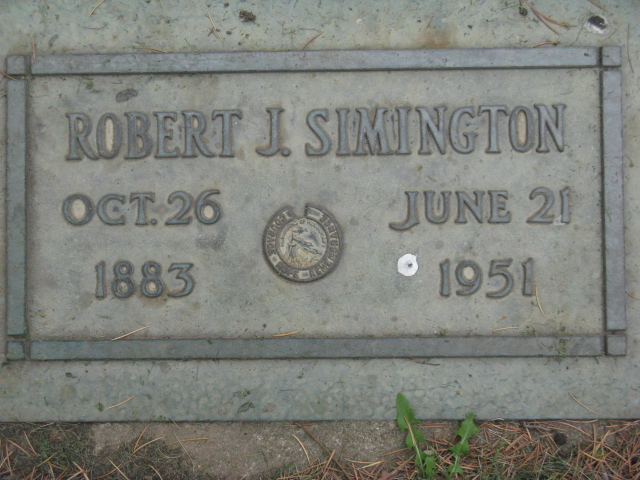 ROBERT J. SIMINGTON
OCT. 26 JUNE 21
1883 1951